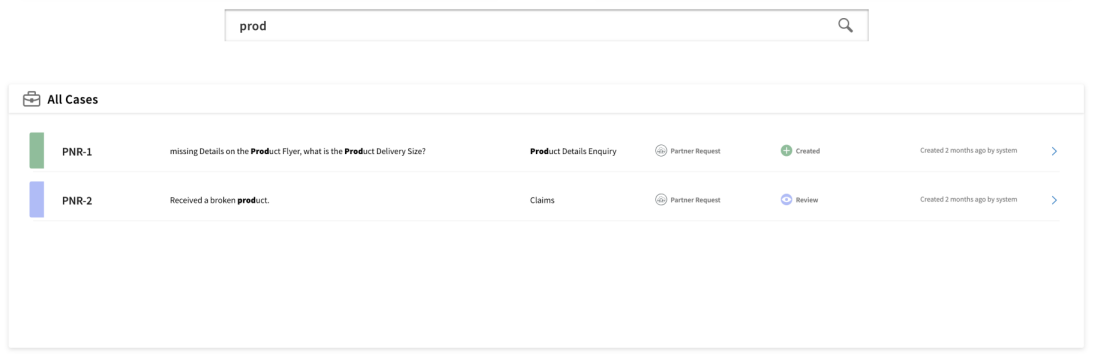 prod
All Cases
PNR-1 missing Details on the Product Flyer, what is the Product Delivery Size? Product Details Enquiry Partner Request Created Created 2 months ago by system
PNR-2 Received a broken product. Claims Partner Request Review Created 2 months ago by system